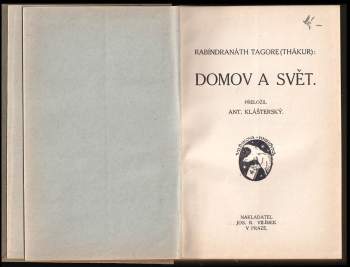 RABÍNDRANÁTH TAGORE (THÁKUR):
DOMOV A SVĚT.
PŘELOŽIL
ANT. KLÁŠTERSKÝ.
NAKLADATEL
JOS. R. VILÍMEK
V PRAZE.